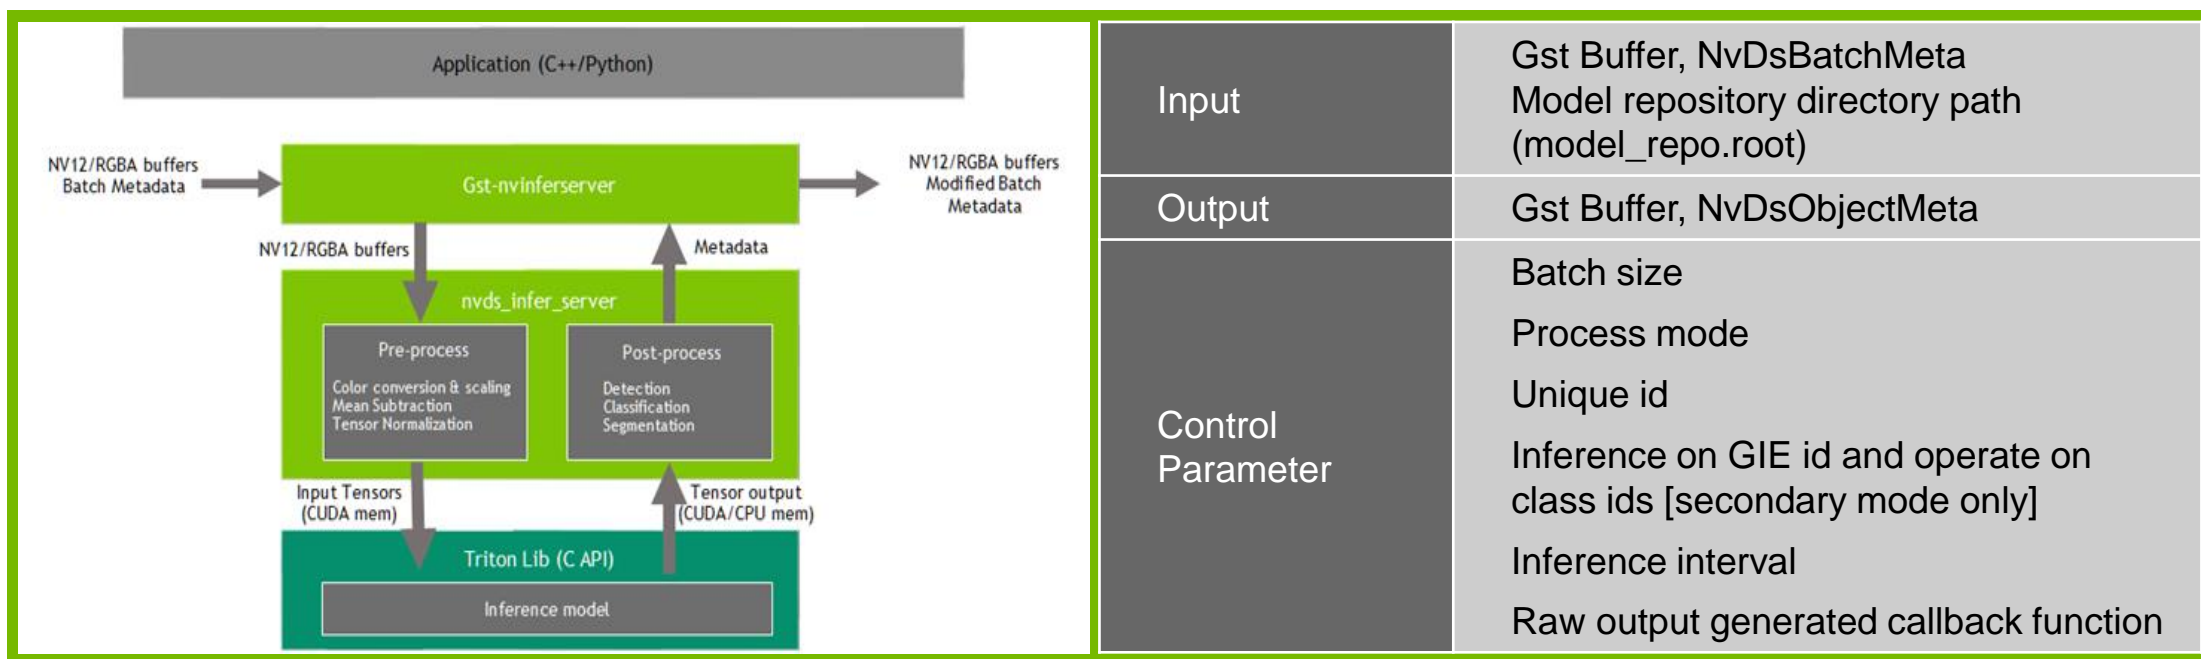 Application (C++/Python)
NV12/RGBA buffers
Batch Metadata
Gst-nvinferserver
NV12/RGBA buffers
Modified Batch
Metadata
NV12/RGBA buffers
Metadata
nvds_infer_server
Pre-process
Color conversion & scaling
Mean Subtraction
Tensor Normalization
Post-process
Detection
Classification
Segmentation
Input Tensors
(CUDA mem)
Tensor output
(CUDA/CPU mem)
Triton Lib (C API)
Inference model
Input
Gst Buffer, NvDsBatchMeta
Model repository directory path
(model_repo.root)
Output
Gst Buffer, NvDsObjectMeta
Control
Parameter
Batch size
Process mode
Unique id
Inference on GIE id and operate on
class ids [secondary mode only]
Inference interval
Raw output generated callback function